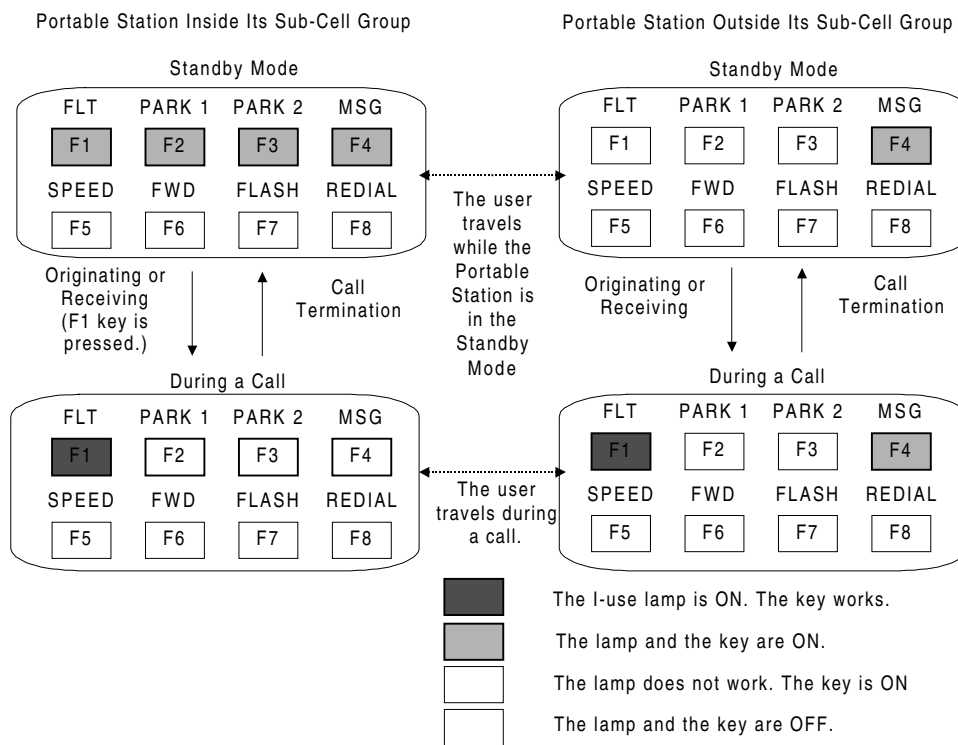 Portable Station Inside Its Sub-Cell Group
Portable Station Outside Its Sub-Cell Group
Standby Mode
FLT PARK 1 PARK 2 MSG
F1 F2 F3 F4
SPEED FWD FLASH REDIAL
F5 F6 F7 F8
Standby Mode
FLT PARK 1 PARK 2 MSG
F1 F2 F3 F4
SPEED FWD FLASH REDIAL
F5 F6 F7 F8
The user
travels
while the
Portable
Station is
in the
Standby
Mode
Originating or
Receiving
(F1 key is
pressed.)
Call
Termination
Originating or
Receiving
Call
Termination
During a Call
FLT PARK 1 PARK 2 MSG
F1 F2 F3 F4
SPEED FWD FLASH REDIAL
F5 F6 F7 F8
During a Call
FLT PARK 1 PARK 2 MSG
F1 F2 F3 F4
SPEED FWD FLASH REDIAL
F5 F6 F7 F8
The user
travels during
a call.
The I-use lamp is ON. The key works.
The lamp and the key are ON.
The lamp does not work. The key is ON
The lamp and the key are OFF.